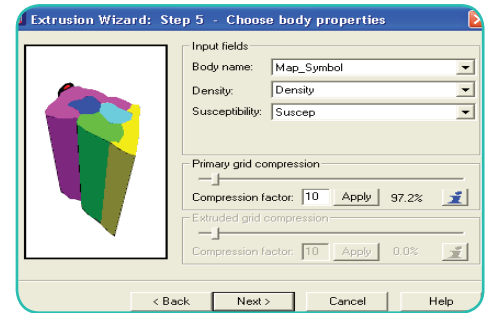 Extrusion Wizard: Step 5 - Choose body properties
Input fields
Body name: Map_Symbol
Density: Density
Susceptibility: Suscep
Primary grid compression
Compression factor: 10 Apply 97.2%
Extruded grid compression
Compression factor: 10 Apply 0.0%
< Back Next > Cancel Help